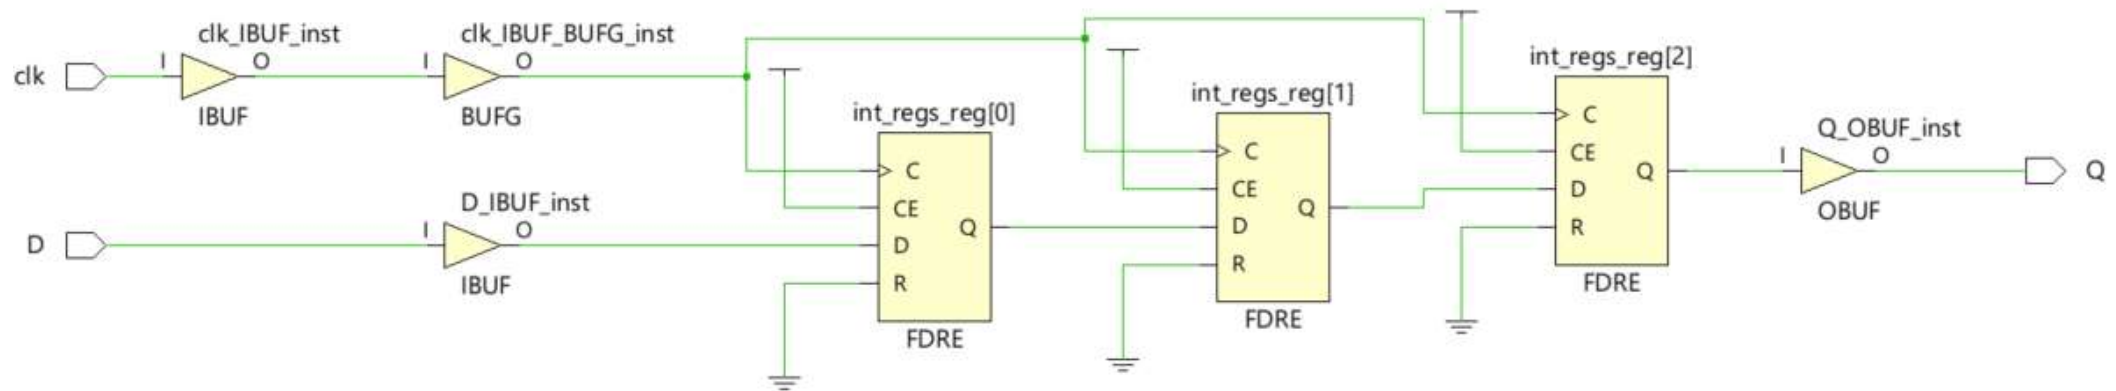 clk
I
clk_IBUF_inst
O
IBUF
I
clk_IBUF_BUFG_inst
O
BUFG
D
I
D_IBUF_inst
O
IBUF
int_regs_reg[0]
C
CE
D
R
Q
FDRE
int_regs_reg[1]
C
CE
D
R
Q
FDRE
int_regs_reg[2]
C
CE
D
R
Q
FDRE
I
Q_OBUF_inst
O
OBUF
Q